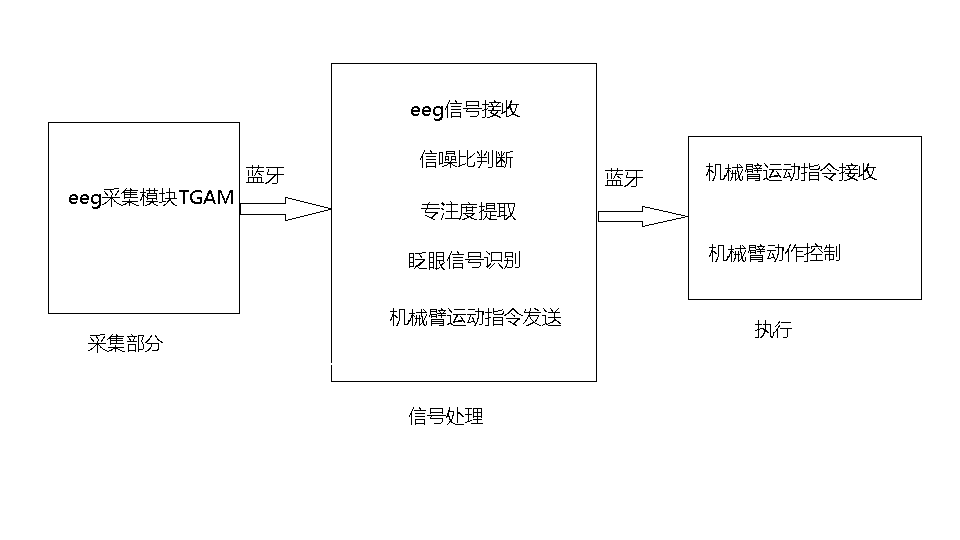 eeg采集模块TGAM
采集部分
蓝牙
eeg信号接收
信噪比判断
专注度提取
眨眼信号识别
机械臂运动指令发送
信号处理
蓝牙
机械臂运动指令接收
机械臂动作控制
执行